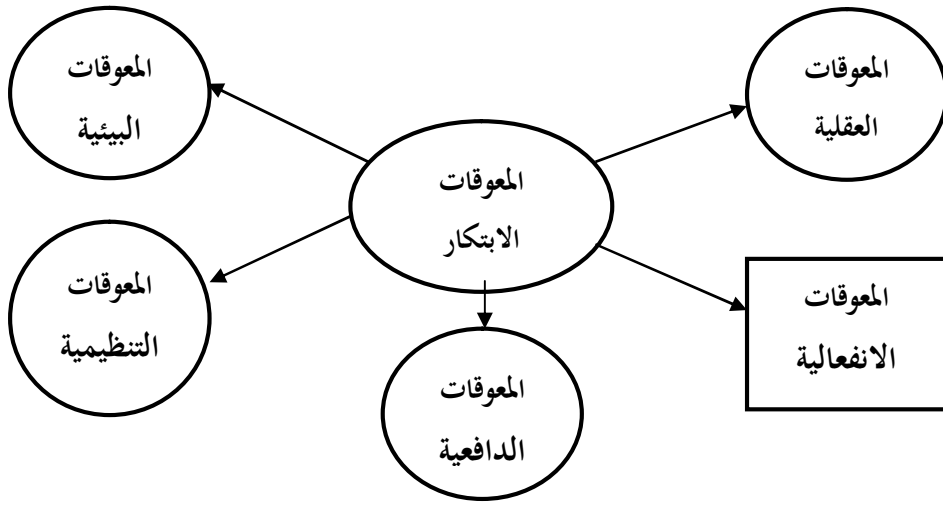 المعوقات
العقلية
المعوقات
البيئية
المعوقات
الابتكار
المعوقات
الانفعالية
المعوقات
التنظيمية
المعوقات
الدافعية